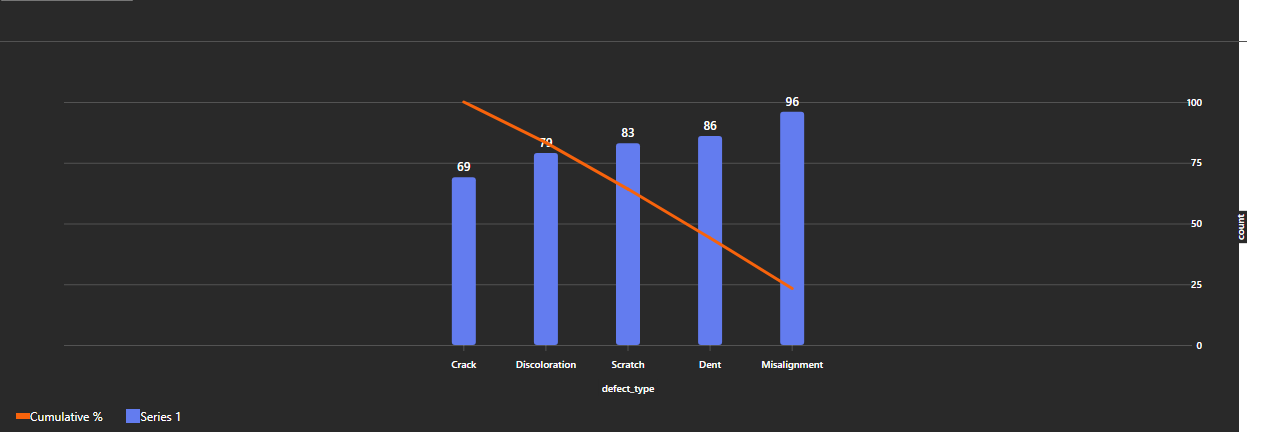 96
100
86
83
79
75
69
50
count
25
0
Crack Discoloration Scratch Dent Misalignment
defect_type
Cumulative % Series 1